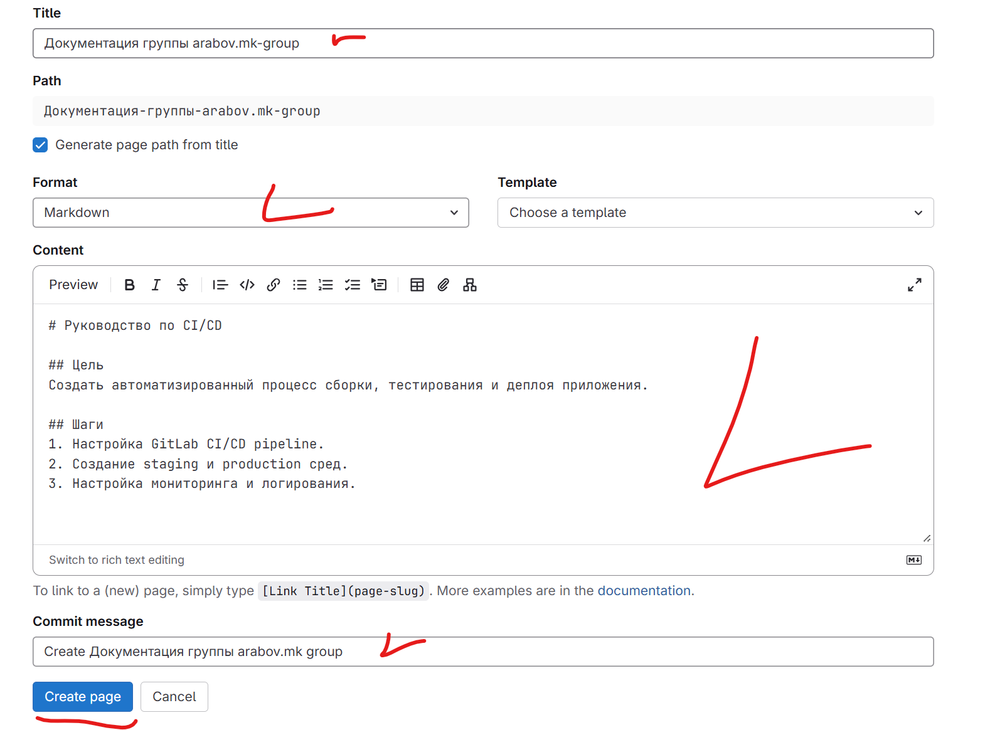 Title
Документация группы arabov.mk-group
Path
Документация-группы-arabov.mk-group
Generate page path from title
Format
Template
Markdown
Choose a template
Content
Preview
# Руководство по CI/CD
## Цель
Создать автоматизированный процесс сборки, тестирования и деплоя приложения.
## Шаги
1. Настройка GitLab CI/CD pipeline.
2. Создание staging и production сред.
3. Настройка мониторинга и логирования.
Switch to rich text editing
To link to a (new) page, simply type [Link Title](page-slug). More examples are in the documentation.
Commit message
Create Документация группы arabov.mk group
Create page
Cancel